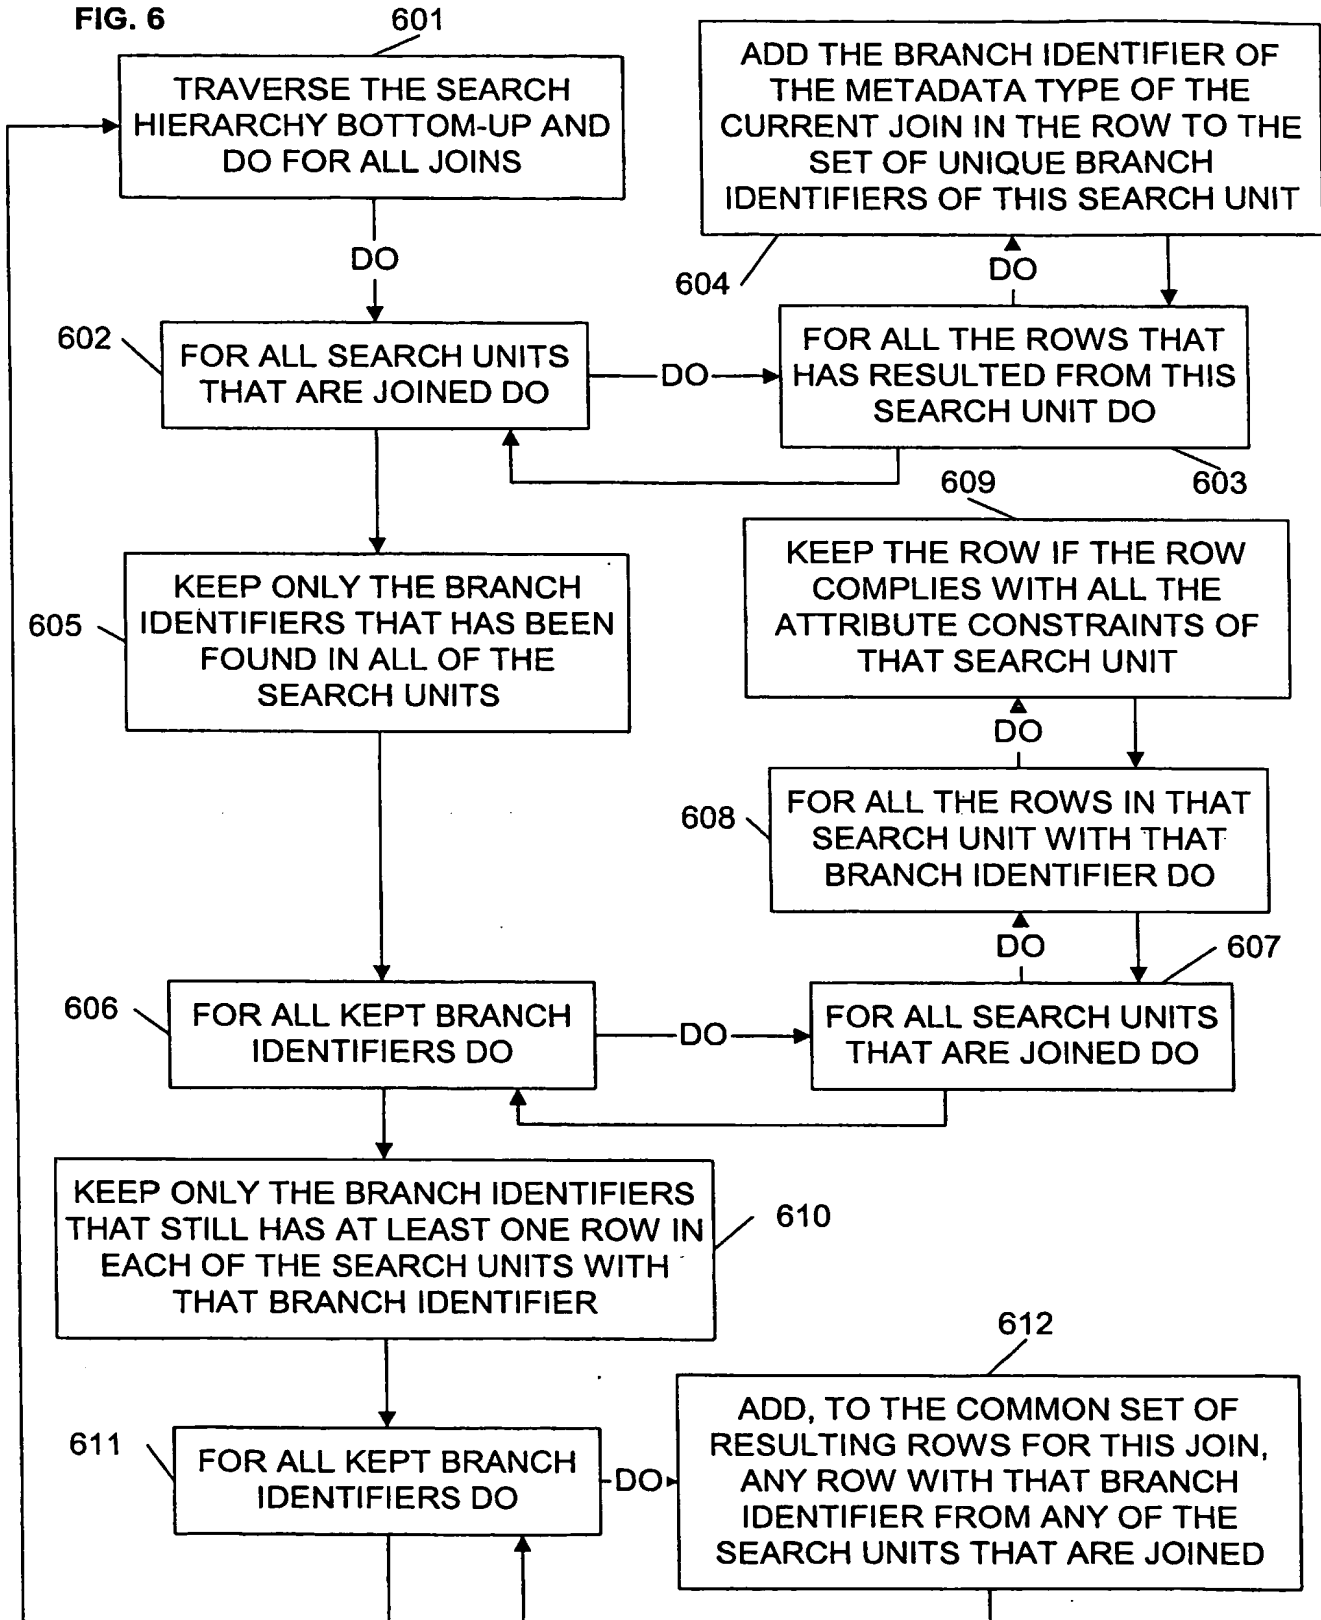 FIG. 6
601
TRAVERSE THE SEARCH
HIERARCHY BOTTOM-UP AND
DO FOR ALL JOINS
DO
ADD THE BRANCH IDENTIFIER OF
THE METADATA TYPE OF THE
CURRENT JOIN IN THE ROW TO THE
SET OF UNIQUE BRANCH
IDENTIFIERS OF THIS SEARCH UNIT
604
DO
602
FOR ALL SEARCH UNITS
THAT ARE JOINED DO
DO
FOR ALL THE ROWS THAT
HAS RESULTED FROM THIS
SEARCH UNIT DO
603
605
KEEP ONLY THE BRANCH
IDENTIFIERS THAT HAS BEEN
FOUND IN ALL OF THE
SEARCH UNITS
609
KEEP THE ROW IF THE ROW
COMPLIES WITH ALL THE
ATTRIBUTE CONSTRAINTS OF
THAT SEARCH UNIT
DO
608
FOR ALL THE ROWS IN THAT
SEARCH UNIT WITH THAT
BRANCH IDENTIFIER DO
DO
607
606
FOR ALL KEPT BRANCH
IDENTIFIERS DO
DO
FOR ALL SEARCH UNITS
THAT ARE JOINED DO
KEEP ONLY THE BRANCH IDENTIFIERS
THAT STILL HAS AT LEAST ONE ROW IN
EACH OF THE SEARCH UNITS WITH
THAT BRANCH IDENTIFIER
610
611
FOR ALL KEPT BRANCH
IDENTIFIERS DO
DO
612
ADD, TO THE COMMON SET OF
RESULTING ROWS FOR THIS JOIN,
ANY ROW WITH THAT BRANCH
IDENTIFIER FROM ANY OF THE
SEARCH UNITS THAT ARE JOINED